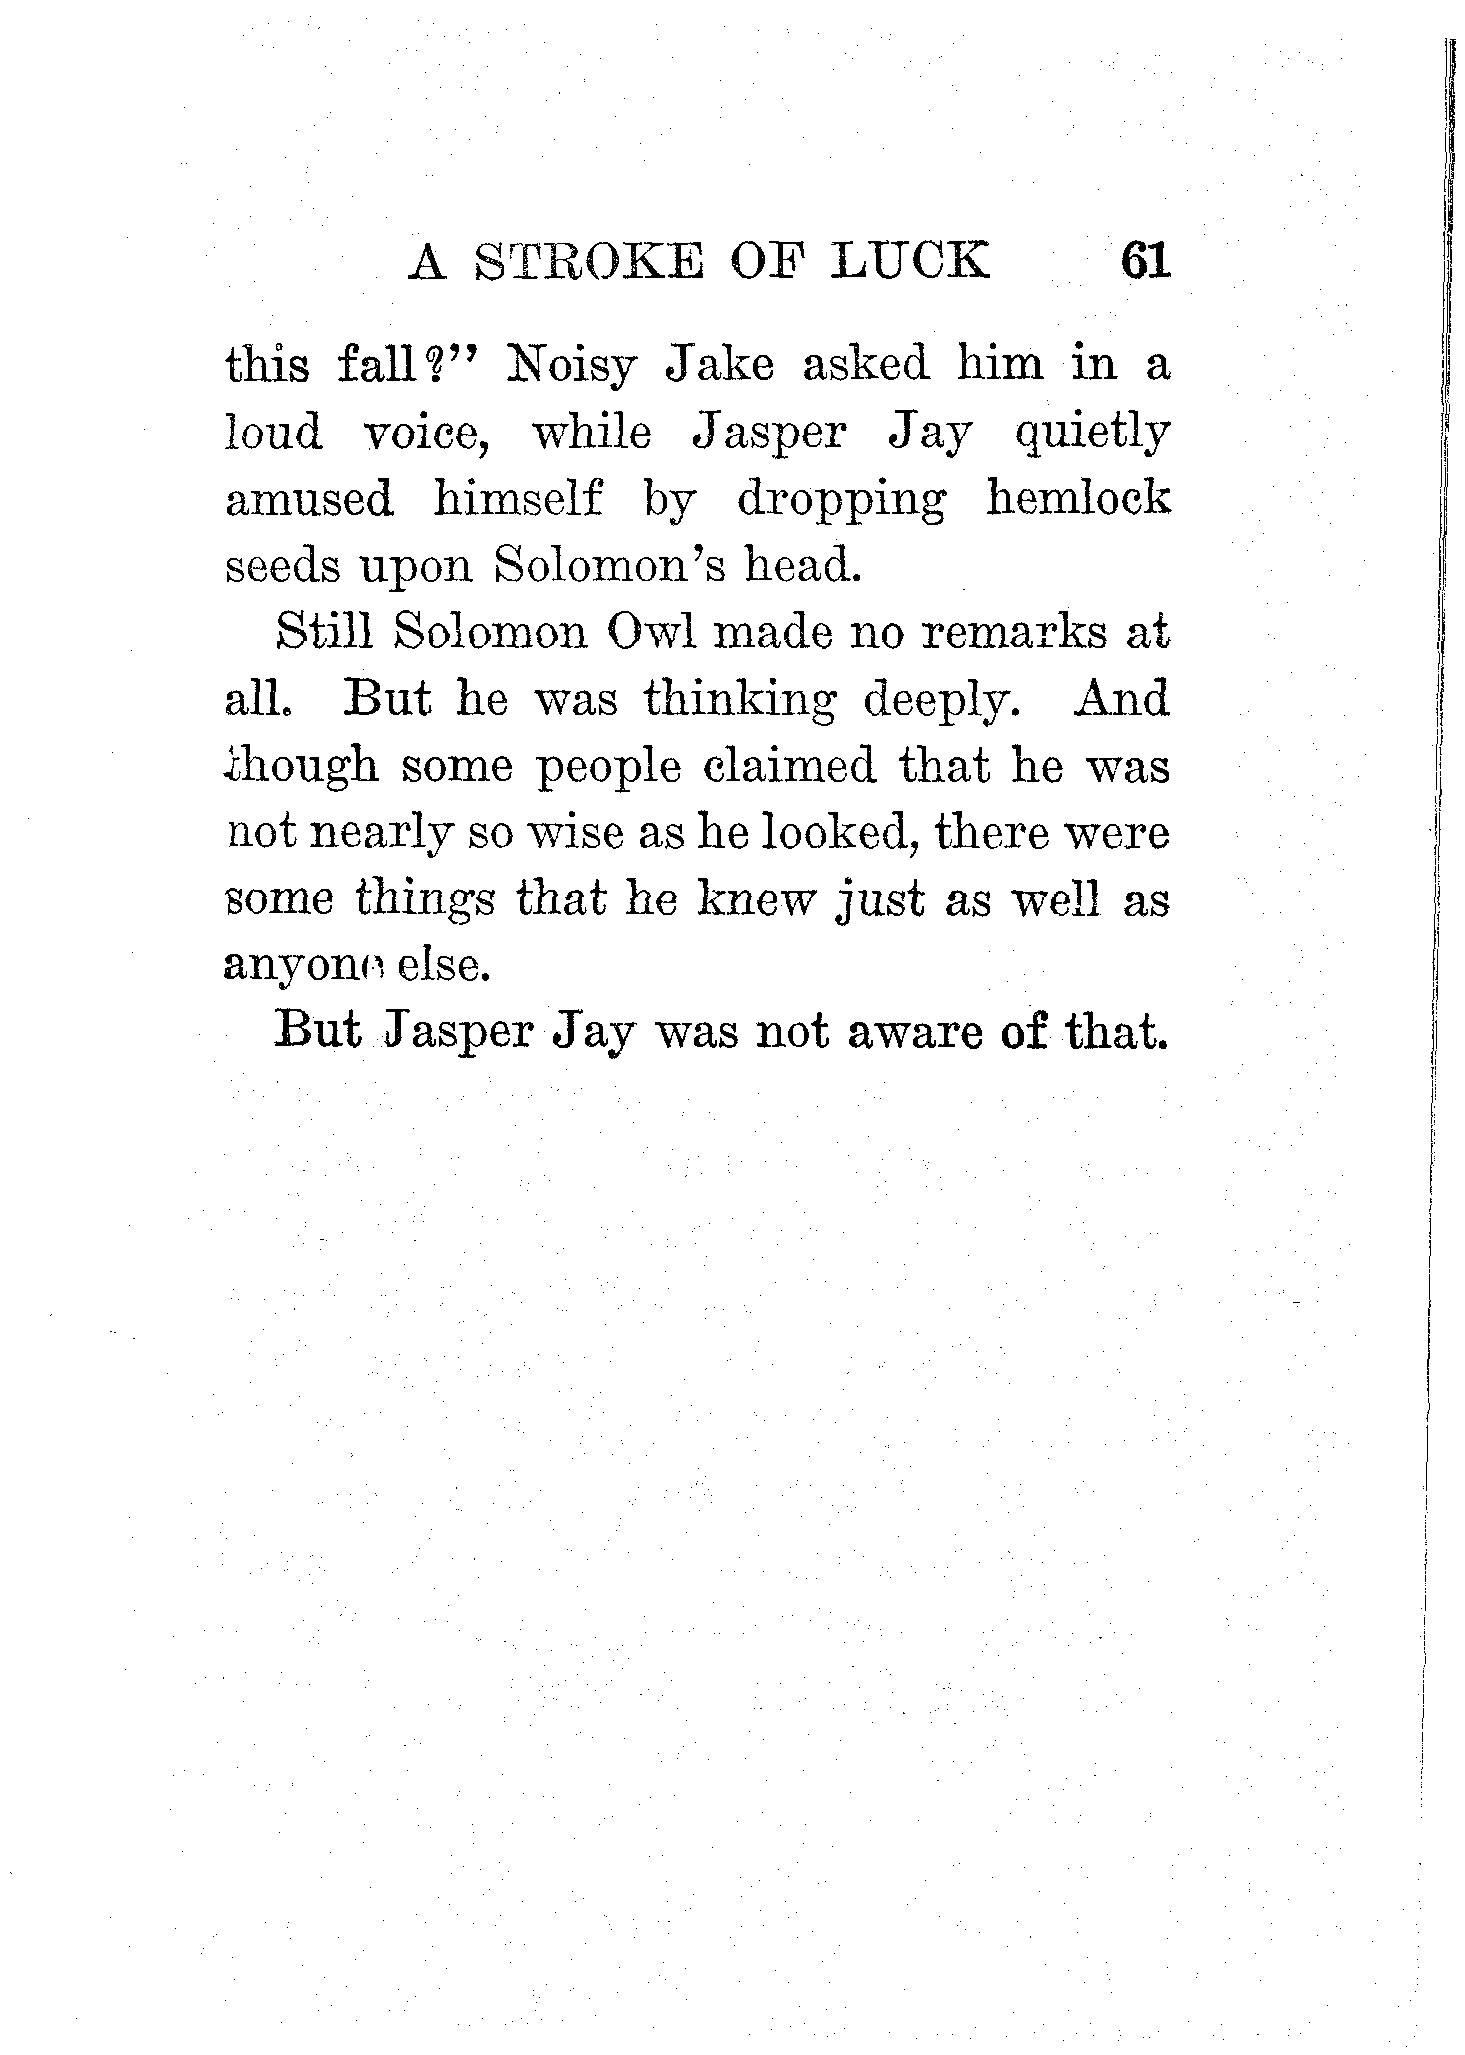 A STROKE OF LUCK 61
this fall?" Noisy Jake asked him in a
loud voice, while Jasper Jay quietly
amused himself by dropping hemlock
seeds upon Solomon's head.
Still Solomon Owl made no remarks at
all. But he was thinking deeply. And
though some people claimed that he was
not nearly so wise as he looked, there were
some things that he knew just as well as
anyone else.
But Jasper Jay was not aware of that.